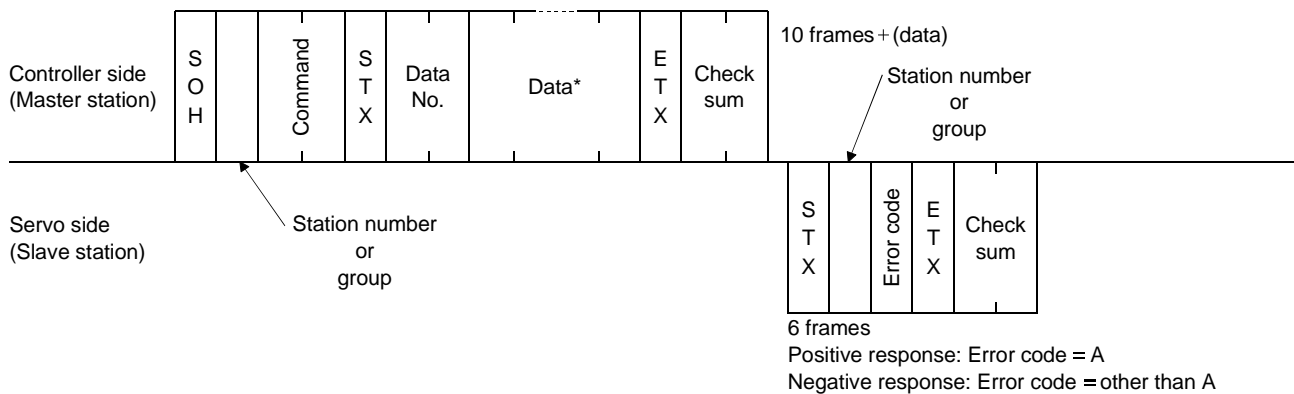 10 frames+(data)
Controller side
(Master station)
S
O
H
Command
S
T
X
Data
No.
Data*
E
T
X
Check
sum
Station number
or
group
Servo side
(Slave station)
Station number
or
group
S
T
X
Error code
E
T
X
Check
sum
6 frames
Positive response: Error code=A
Negative response: Error code=other than A